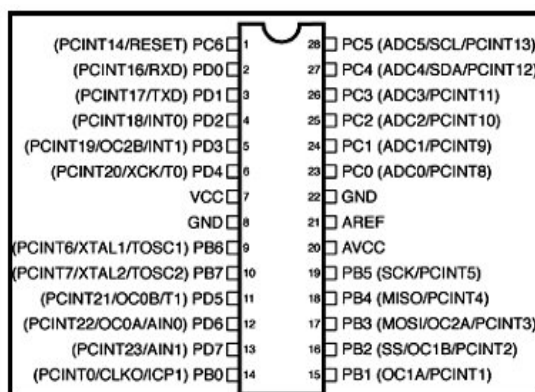 (PCINT14/RESET) PC6 1 28 PC5 (ADC5/SCL/PCINT13)
(PCINT16/RXD) PD0 2 27 PC4 (ADC4/SDA/PCINT12)
(PCINT17/TXD) PD1 3 26 PC3 (ADC3/PCINT11)
(PCINT18/INT0) PD2 4 25 PC2 (ADC2/PCINT10)
(PCINT19/OC2B/INT1) PD3 5 24 PC1 (ADC1/PCINT9)
(PCINT20/XCK/T0) PD4 6 23 PC0 (ADC0/PCINT8)
VCC 7 22 GND
GND 8 21 AREF
(PCINT6/XTAL1/TOSC1) PB6 9 20 AVCC
(PCINT7/XTAL2/TOSC2) PB7 10 19 PB5 (SCK/PCINT5)
(PCINT21/OC0B/T1) PD5 11 18 PB4 (MISO/PCINT4)
(PCINT22/OC0A/AIN0) PD6 12 17 PB3 (MOSI/OC2A/PCINT3)
(PCINT23/AIN1) PD7 13 16 PB2 (SS/OC1B/PCINT2)
(PCINT0/CLKO/ICP1) PB0 14 15 PB1 (OC1A/PCINT1)